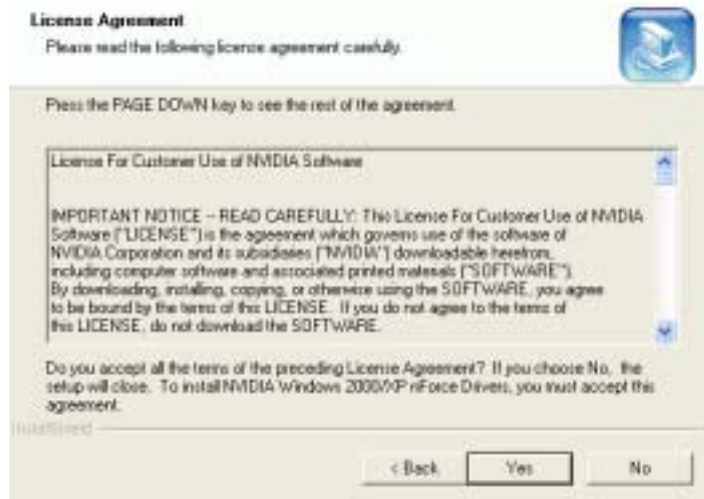 License Agreement
Please read the following license agreement carefully.
Press the PAGE DOWN key to see the rest of the agreement.
License For Customer Use of NVIDIA Software
IMPORTANT NOTICE -- READ CAREFULLY: This License For Customer Use of NVIDIA
Software ("LICENSE") is the agreement which governs use of the software of
NVIDIA Corporation and its subsidiaries ("NVIDIA") downloadable herefrom,
including computer software and associated printed materials ("SOFTWARE").
By downloading, installing, copying, or otherwise using the SOFTWARE, you agree
to be bound by the terms of this LICENSE. If you do not agree to the terms of
this LICENSE, do not download the SOFTWARE.
Do you accept all the terms of the preceding License Agreement? If you choose No, the
setup will close. To install NVIDIA Windows 2000/XP nForce Drivers, you must accept this
agreement.
InstallShield
< Back
Yes
No